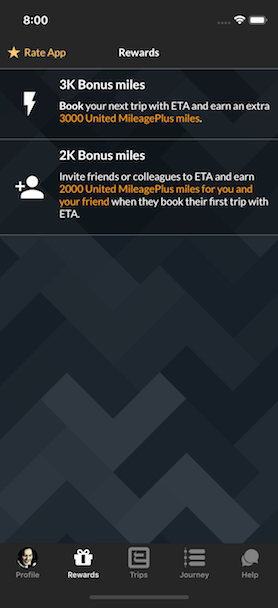 8:00
Rate App
Rewards
3K Bonus miles
Book your next trip with ETA and earn an extra
3000 United MileagePlus miles.
2K Bonus miles
Invite friends or colleagues to ETA and earn
2000 United MileagePlus miles for you and
your friend when they book their first trip with
ETA.
Profile
Rewards
Trips
Journey
Help